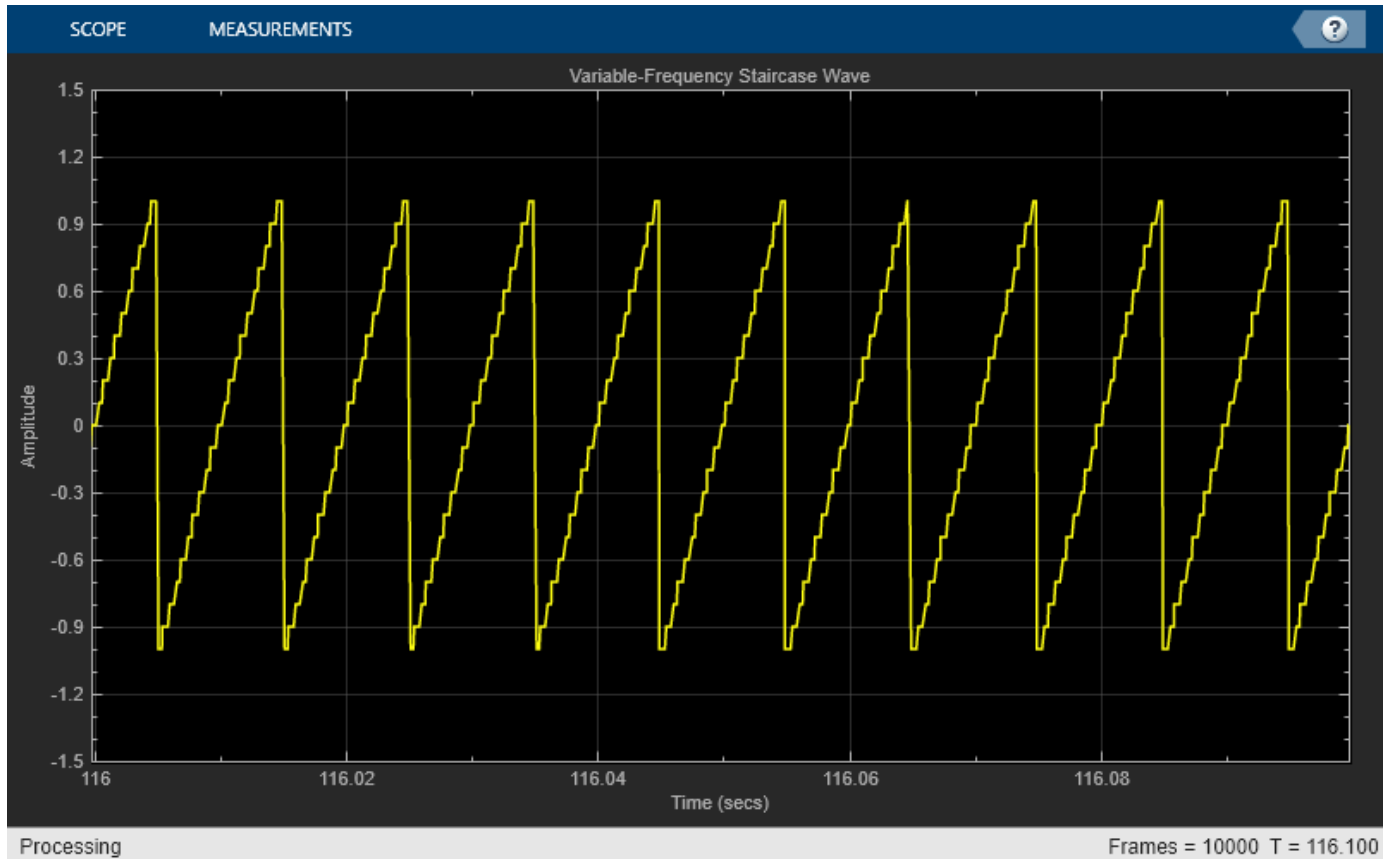 SCOPE MEASUREMENTS ?
Variable-Frequency Staircase Wave
1.5
1.2
0.9
0.6
0.3
0
-0.3
-0.6
-0.9
-1.2
-1.5
Amplitude
116 116.02 116.04 116.06 116.08
Time (secs)
Processing Frames = 10000 T = 116.100